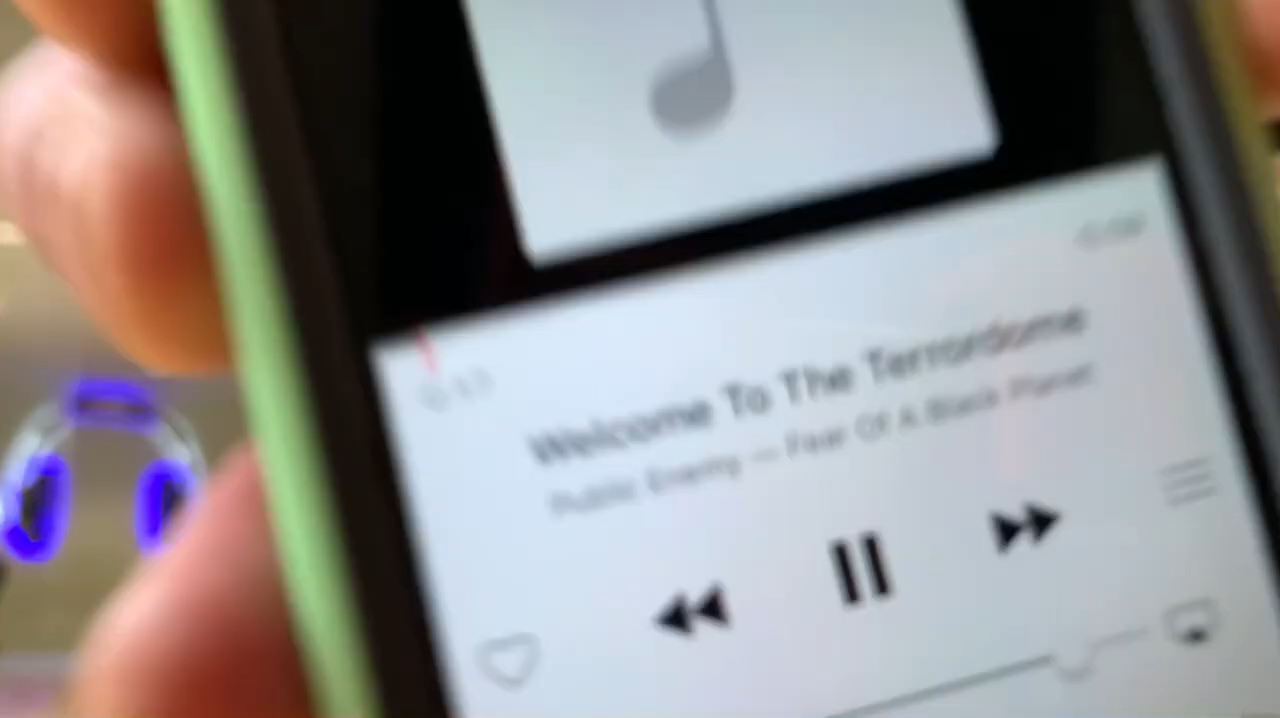 Welcome To The Terrordome
Public Enemy — Fear Of A Black Planet